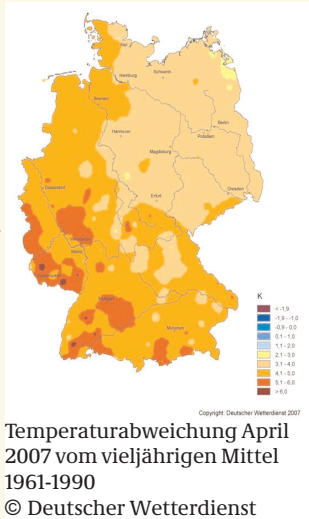 Kiel
Hamburg
Schwerin
Bremen
Berlin
Hannover
Potsdam
Magdeburg
Düsseldorf
Erfurt
Dresden
Mainz
Stuttgart
München
K
< -1,9
-1,9 - -1,0
-0,9 - 0,0
0,1 - 1,0
1,1 - 2,0
2,1 - 3,0
3,1 - 4,0
4,1 - 5,0
5,1 - 6,0
> 6,0
Copyright: Deutscher Wetterdienst 2007
Temperaturabweichung April
2007 vom vieljährigen Mittel
1961-1990
© Deutscher Wetterdienst